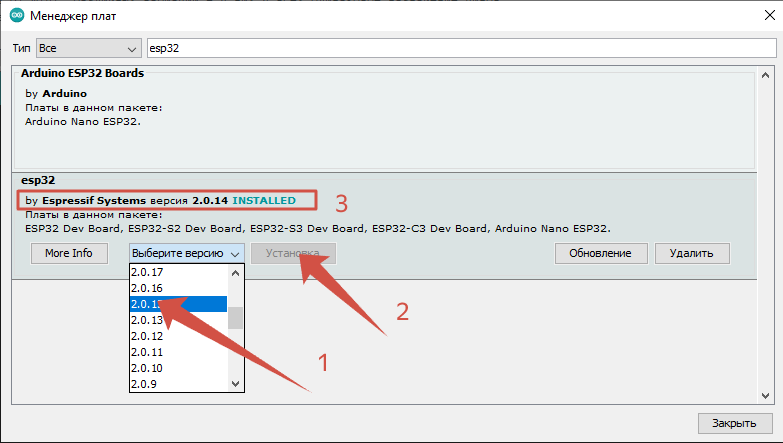 Менеджер плат
Тип Все esp32
Arduino ESP32 Boards
by Arduino
Платы в данном пакете:
Arduino Nano ESP32.
esp32
by Espressif Systems версия 2.0.14 INSTALLED 3
Платы в данном пакете:
ESP32 Dev Board, ESP32-S2 Dev Board, ESP32-S3 Dev Board, ESP32-C3 Dev Board, Arduino Nano ESP32.
More Info Выберите версию Установка Обновление Удалить
2.0.17
2.0.16
2.0.13
2.0.12
2
2.0.11
1
2.0.10
2.0.9
Закрыть